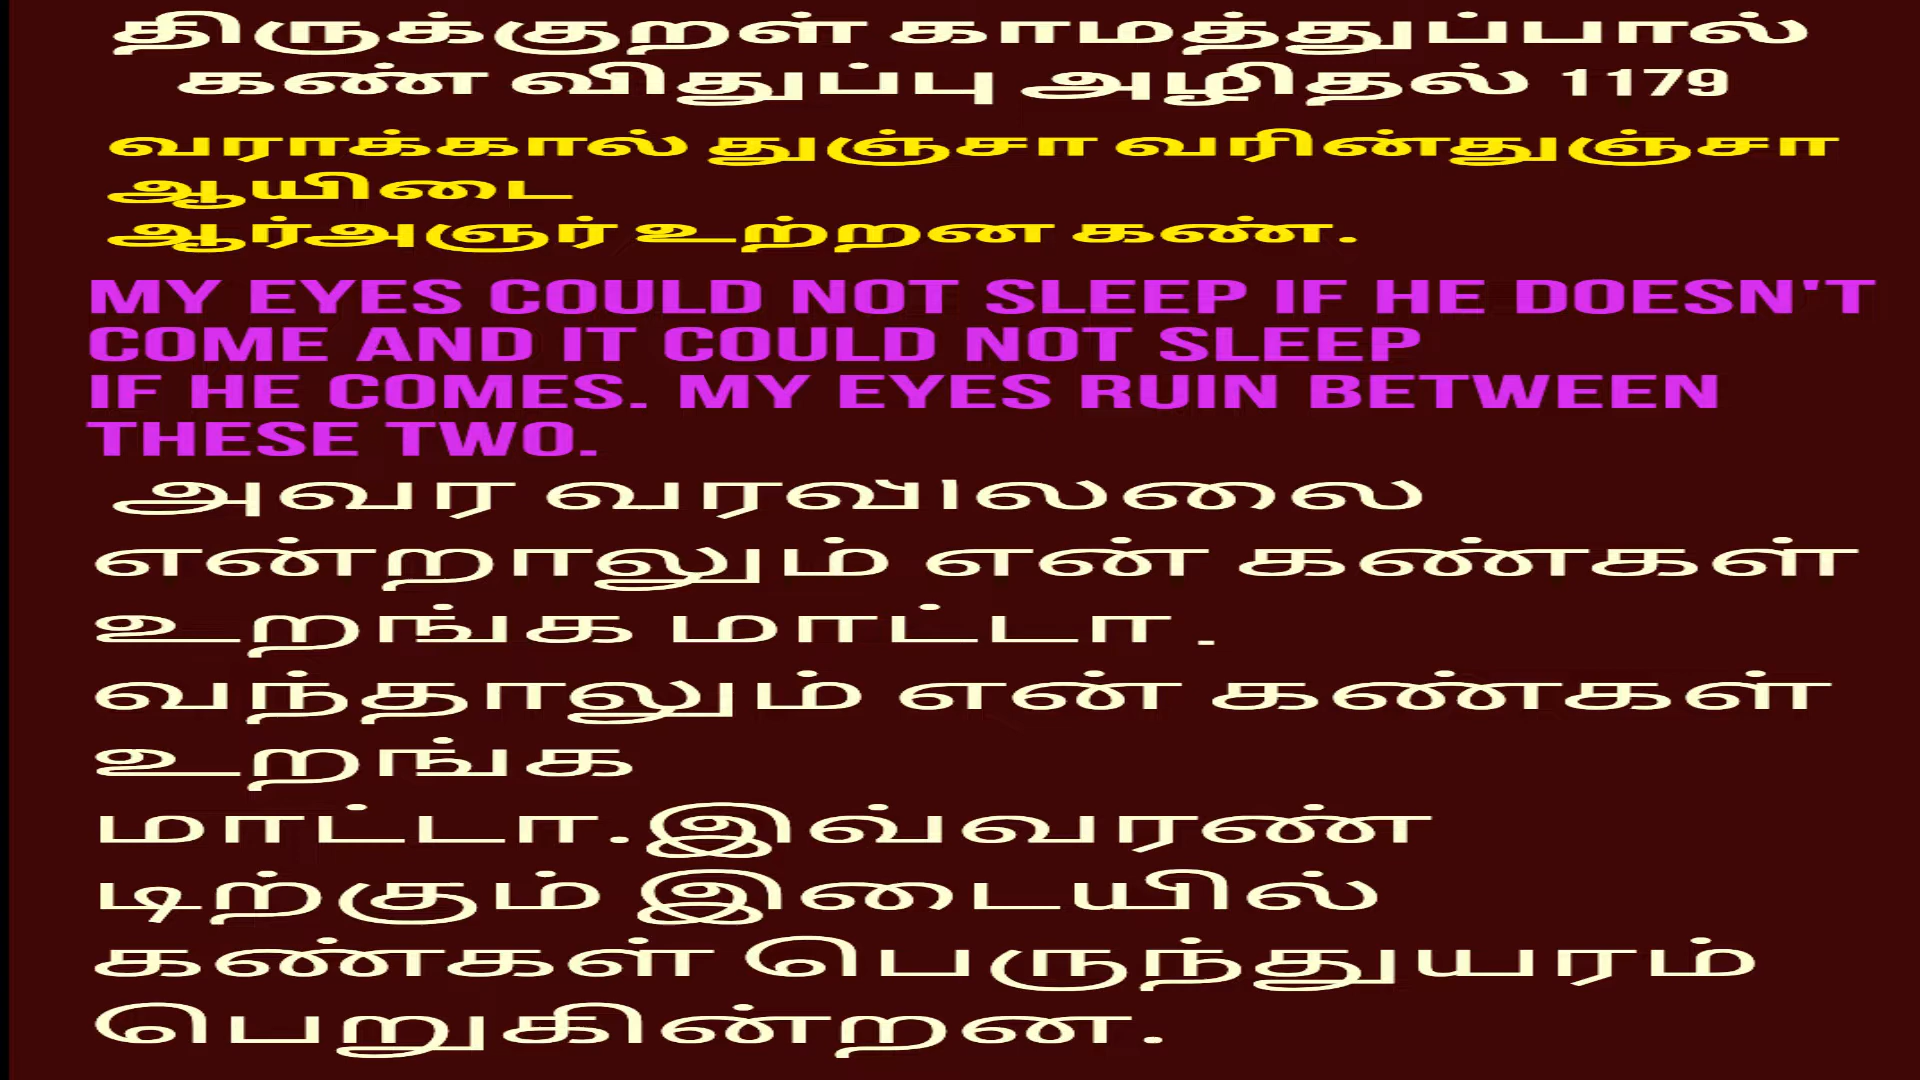 திருக்குறள் காமத்துப்பால்
கண் விதுப்பு அழிதல் 1179
வராக்கால் துஞ்சா வரின்துஞ்சா
ஆயிடை
ஆர்அஞர் உற்றன கண்.
MY EYES COULD NOT SLEEP IF HE DOESN'T
COME AND IT COULD NOT SLEEP
IF HE COMES. MY EYES RUIN BETWEEN
THESE TWO.
அவர் வரவில்லை
என்றாலும் என் கண்கள்
உறங்க மாட்டா .
வந்தாலும் என் கண்கள்
உறங்க
மாட்டா.இவ்வரண்
டிற்கும் இடையில்
கண்கள் பெருந்துயரம்
பெறுகின்றன.